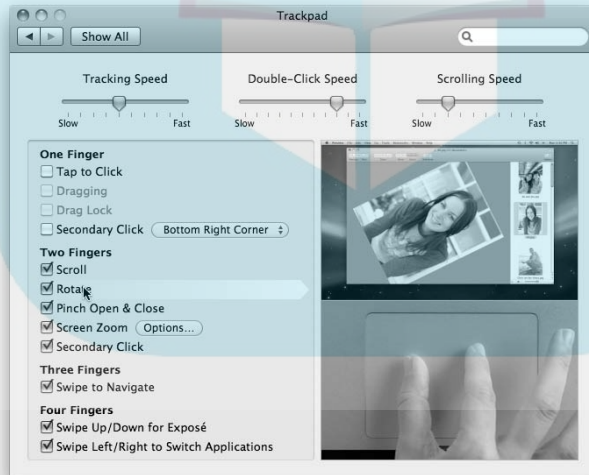 Trackpad
Show All
Tracking Speed
Double-Click Speed
Scrolling Speed
Slow
Fast
Slow
Fast
Slow
Fast
One Finger
Tap to Click
Dragging
Drag Lock
Secondary Click Bottom Right Corner
Two Fingers
Scroll
Rotate
Pinch Open & Close
Screen Zoom Options...
Secondary Click
Three Fingers
Swipe to Navigate
Four Fingers
Swipe Up/Down for Exposé
Swipe Left/Right to Switch Applications